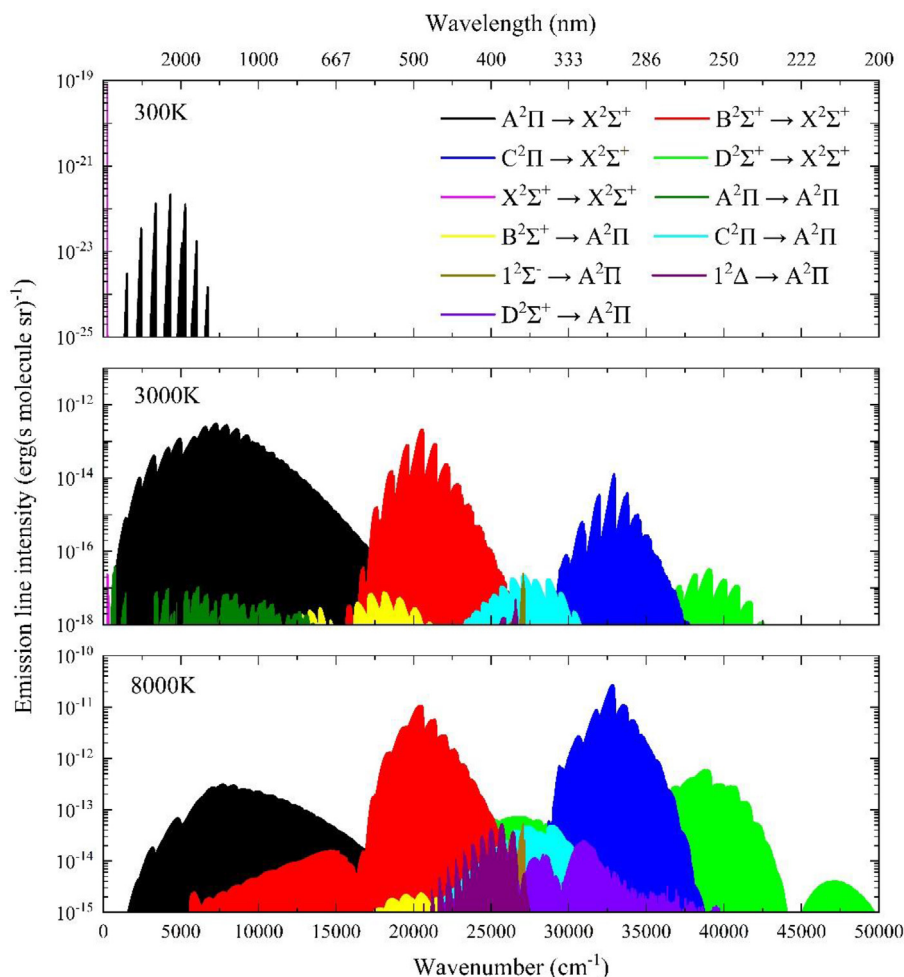 Wavelength (nm)
2000 1000 667 500 400 333 286 250 222 200
10⁻¹⁹
10⁻²¹
10⁻²³
10⁻²⁵
300K
A²Π → X²Σ⁺ B²Σ⁺ → X²Σ⁺
C²Π → X²Σ⁺ D²Σ⁺ → X²Σ⁺
X²Σ⁺ → X²Σ⁺ A²Π → A²Π
B²Σ⁺ → A²Π C²Π → A²Π
1²Σ⁻ → A²Π 1²Δ → A²Π
D²Σ⁺ → A²Π
Emission line intensity (erg(s molecule sr)⁻¹)
3000K
10⁻¹²
10⁻¹⁴
10⁻¹⁶
10⁻¹⁸
8000K
10⁻¹⁰
10⁻¹¹
10⁻¹²
10⁻¹³
10⁻¹⁴
10⁻¹⁵
0 5000 10000 15000 20000 25000 30000 35000 40000 45000 50000
Wavenumber (cm⁻¹)